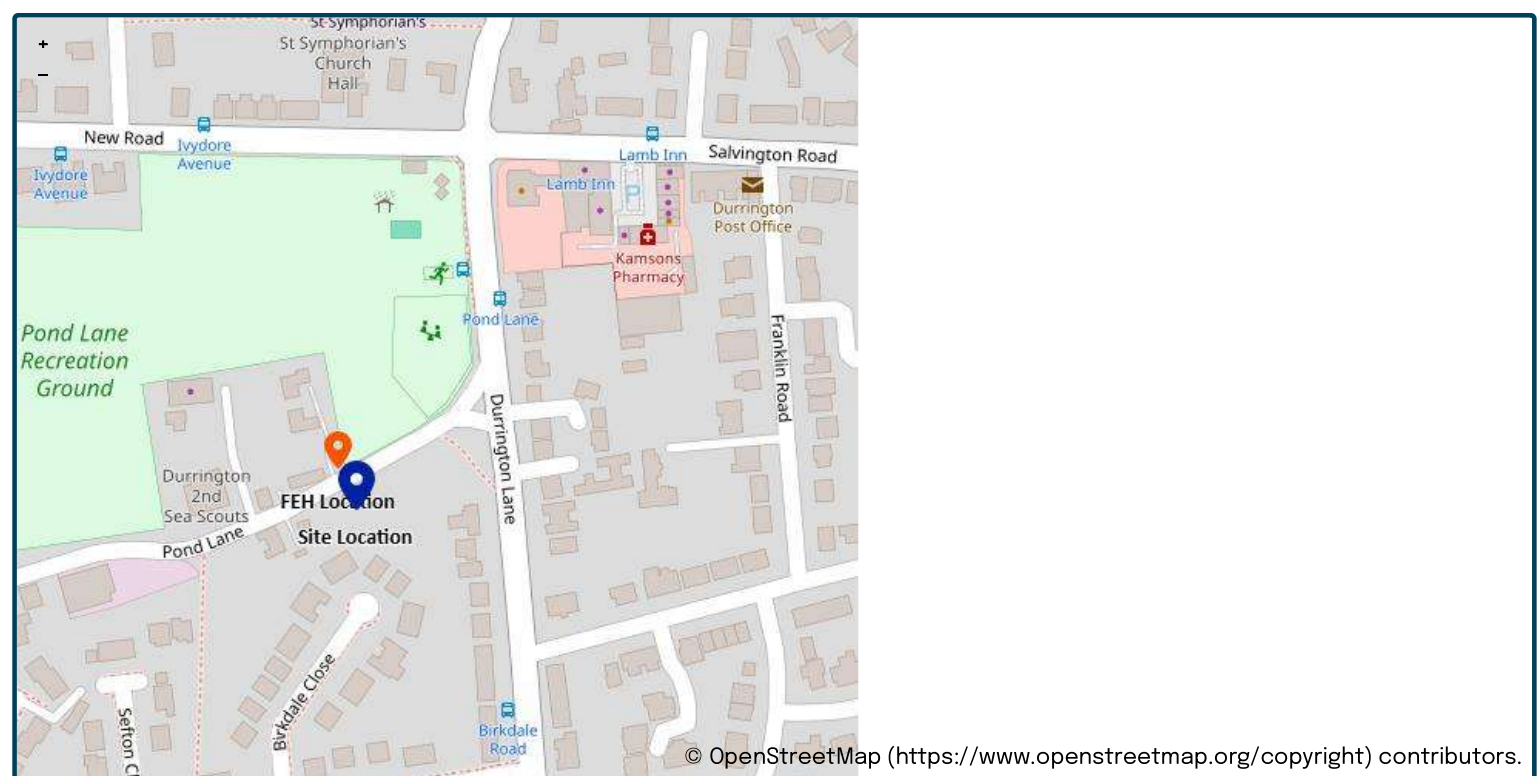 St Symphorian's
St Symphorian's
Church
Hall
+
−
New Road
Ivydore
Avenue
Ivydore
Avenue
Lamb Inn
Salvington Road
Lamb Inn
P
Durrington
Post Office
Kamsons
Pharmacy
Pond Lane
Pond Lane
Recreation
Ground
Franklin Road
Durrington Lane
Durrington
2nd
Sea Scouts
FEH Location
Site Location
Pond Lane
Birkdale Close
Sefton Cl
Birkdale
Road
© OpenStreetMap (https://www.openstreetmap.org/copyright) contributors.